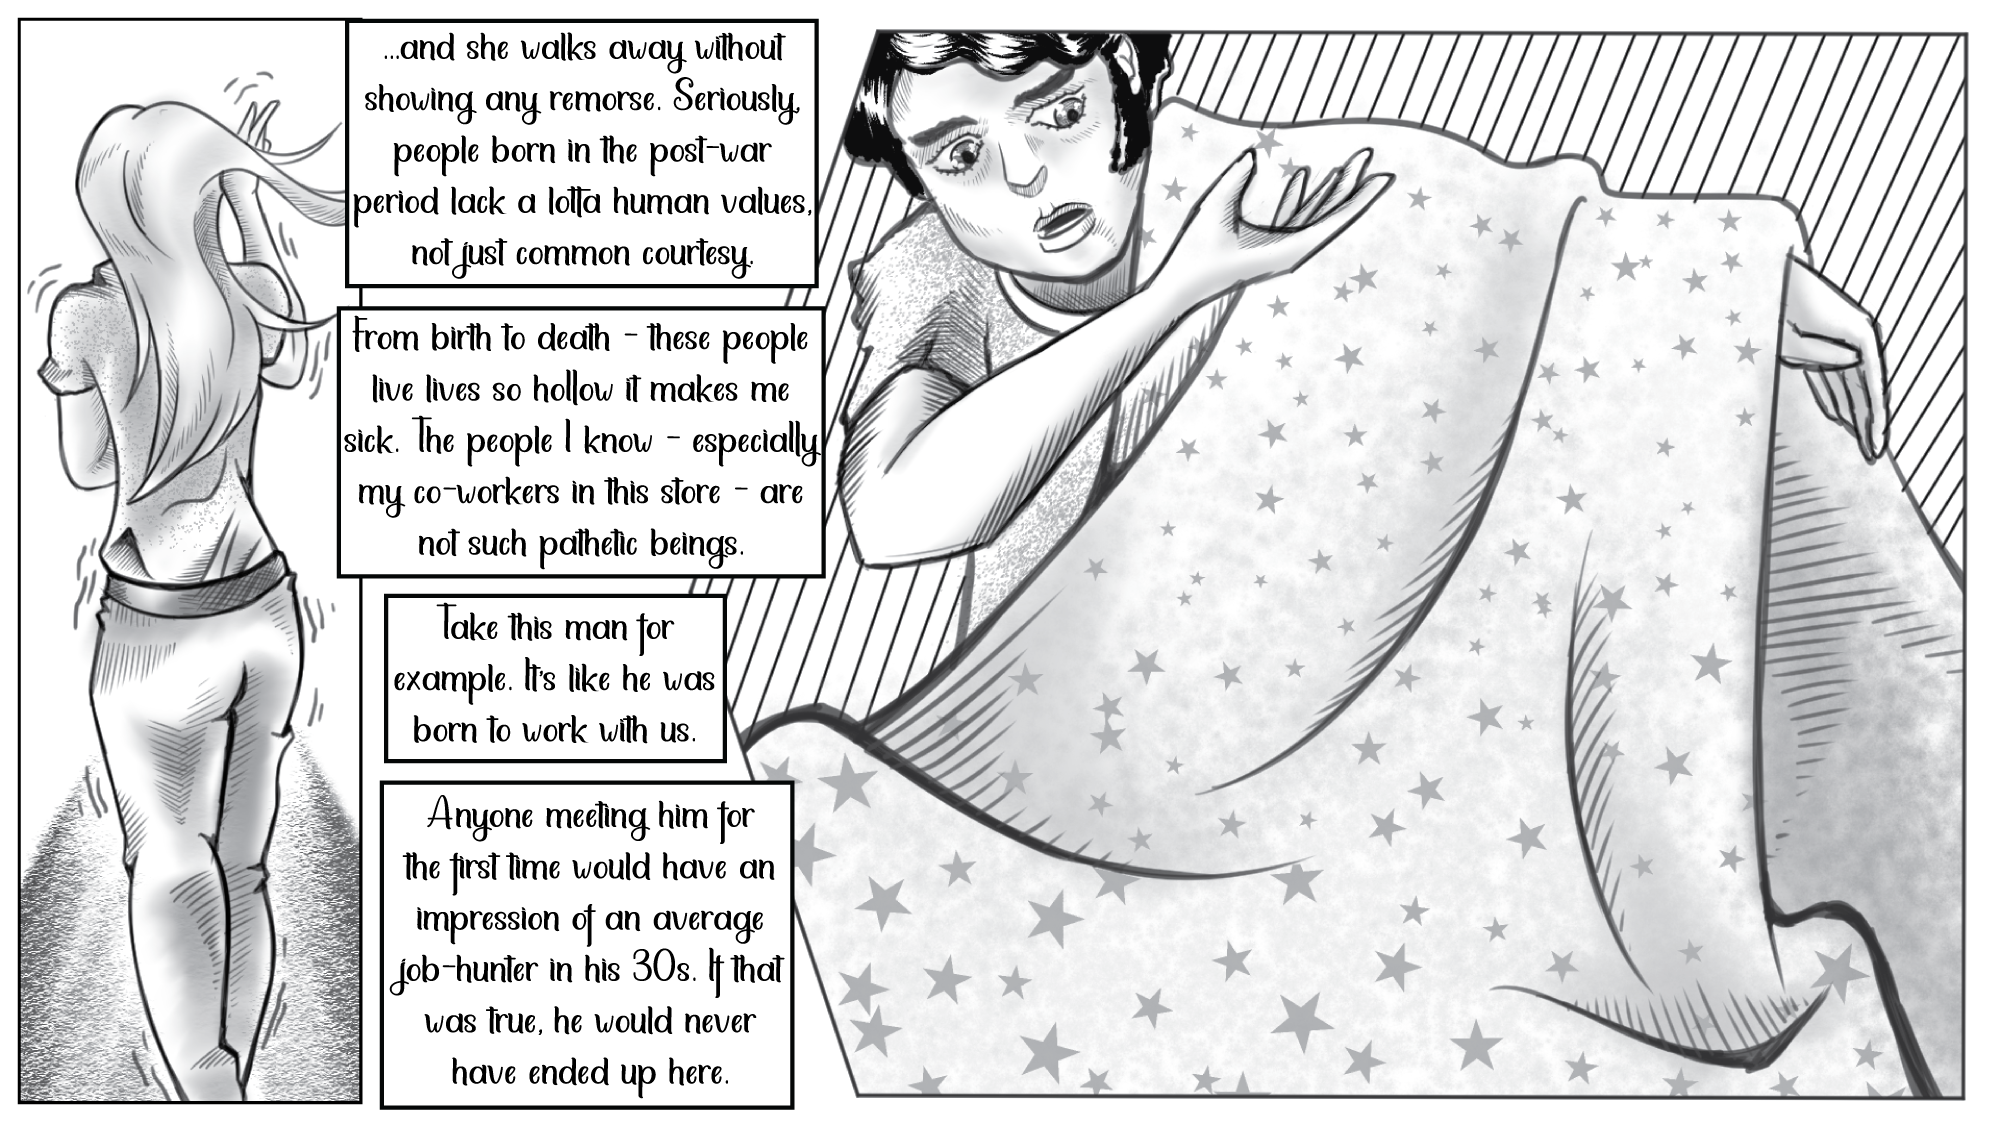 ...and she walks away without
showing any remorse. Seriously,
people born in the post-war
period lack a lotta human values,
not just common courtesy.
From birth to death - these people
live lives so hollow it makes me
sick. The people I know - especially
my co-workers in this store - are
not such pathetic beings.
Take this man for
example. It's like he was
born to work with us.
Anyone meeting him for
the first time would have an
impression of an average
job-hunter in his 30s. If that
was true, he would never
have ended up here.